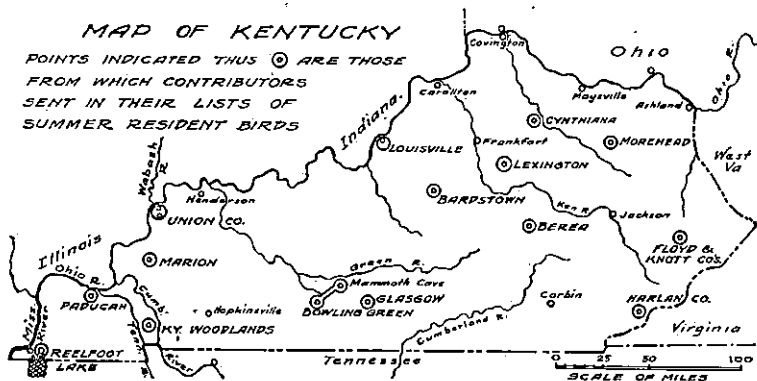 MAP OF KENTUCKY
POINTS INDICATED THUS ARE THOSE
FROM WHICH CONTRIBUTORS
SENT IN THEIR LISTS OF
SUMMER RESIDENT BIRDS
Covington
Ohio
Ohio R.
Carollton
Maysville
Ashland
Indiana.
CYNTHIANA
Wabash R.
LOUISVILLE
Frankfort
MOREHEAD
West Va
LEXINGTON
Henderson
BARDSTOWN
UNION CO.
Ken R.
Jackson
BEREA
Illinois
Green R.
FLOYD & KNOTT CO'S.
MARION
Ohio R.
Mammoth Cave
PADUCAH
Cumb.
Hopkinsville
GLASGOW
Corbin
HARLAN CO.
BOWLING GREEN
Miss. River
KY. WOODLANDS
Cumberland R.
Virginia
REELFOOT LAKE
Tenn. R.
River
Tennessee
0 25 50 100
SCALE OF MILES